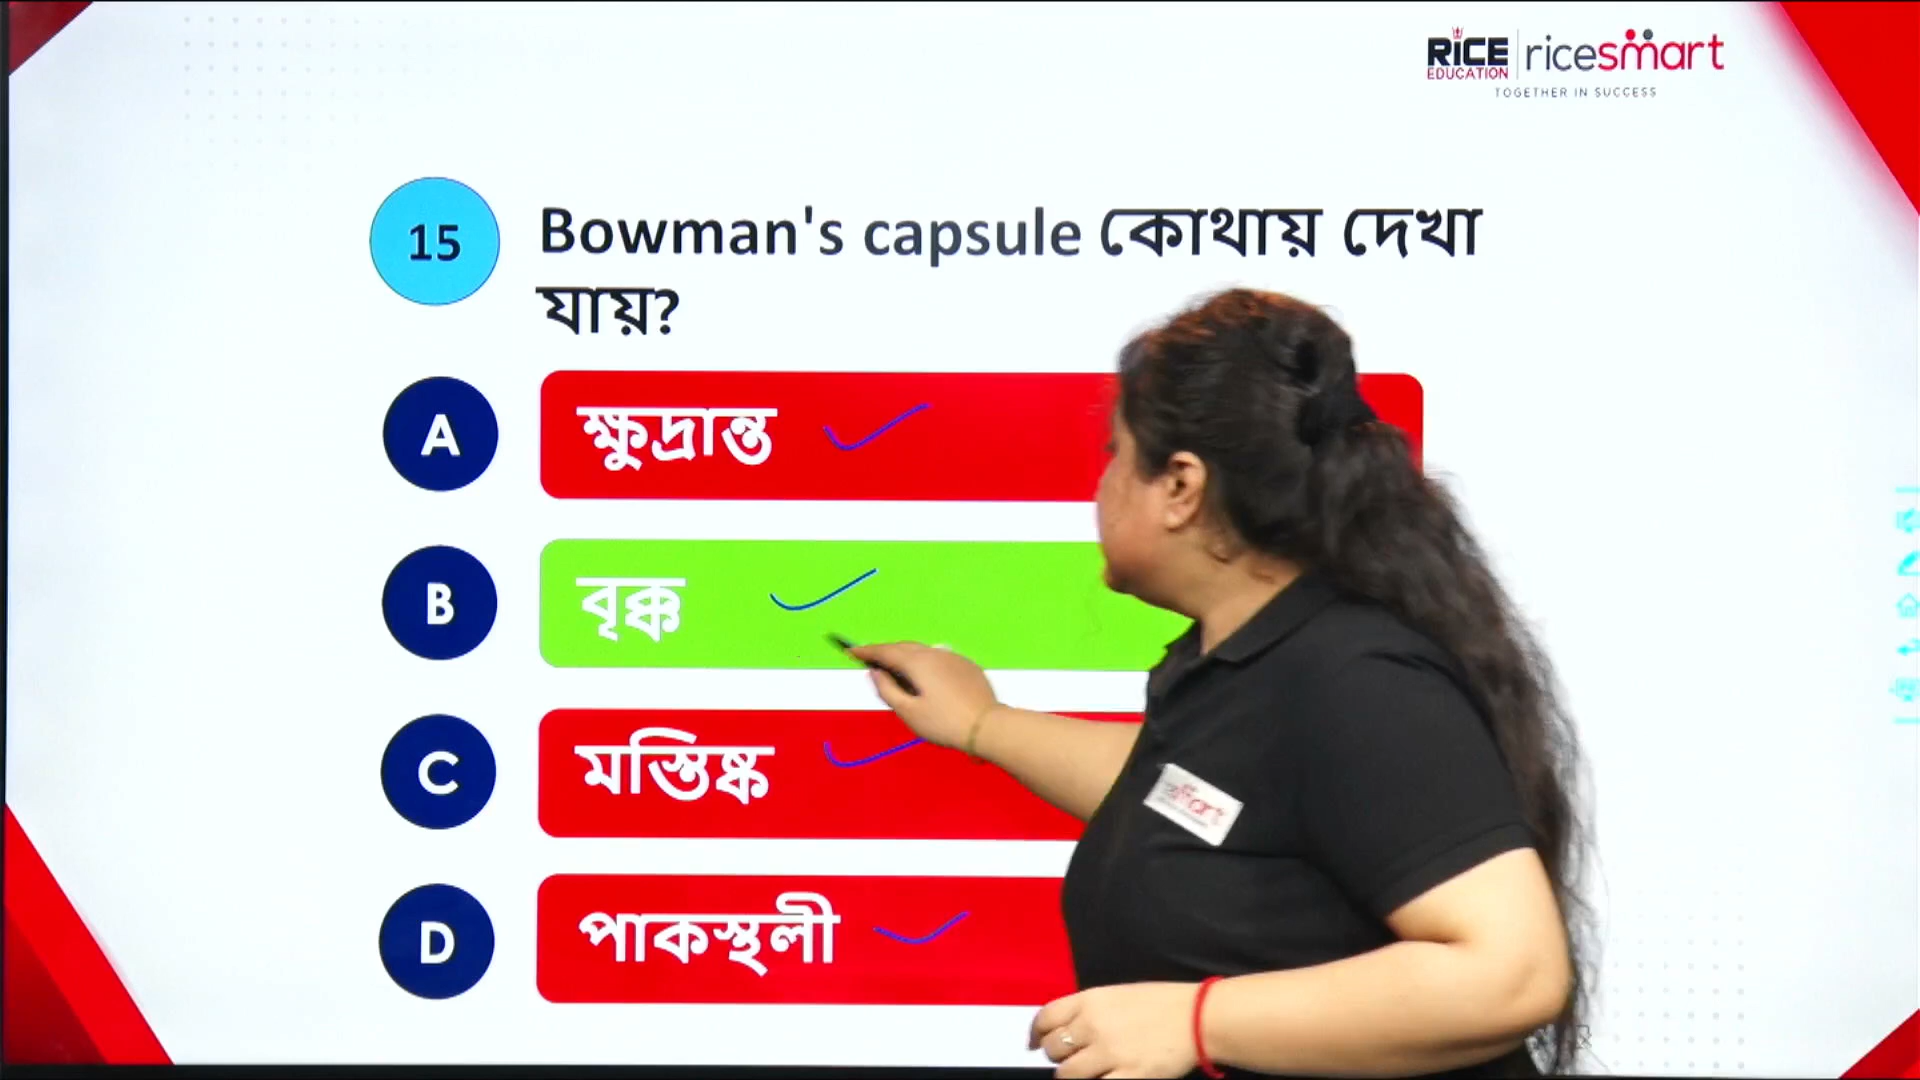 RICE EDUCATION ricesmart
TOGETHER IN SUCCESS
15 Bowman's capsule কোথায় দেখা
যায়?
A ক্ষুদ্রান্ত
B বৃক্ক
C মস্তিষ্ক
D পাকস্থলী